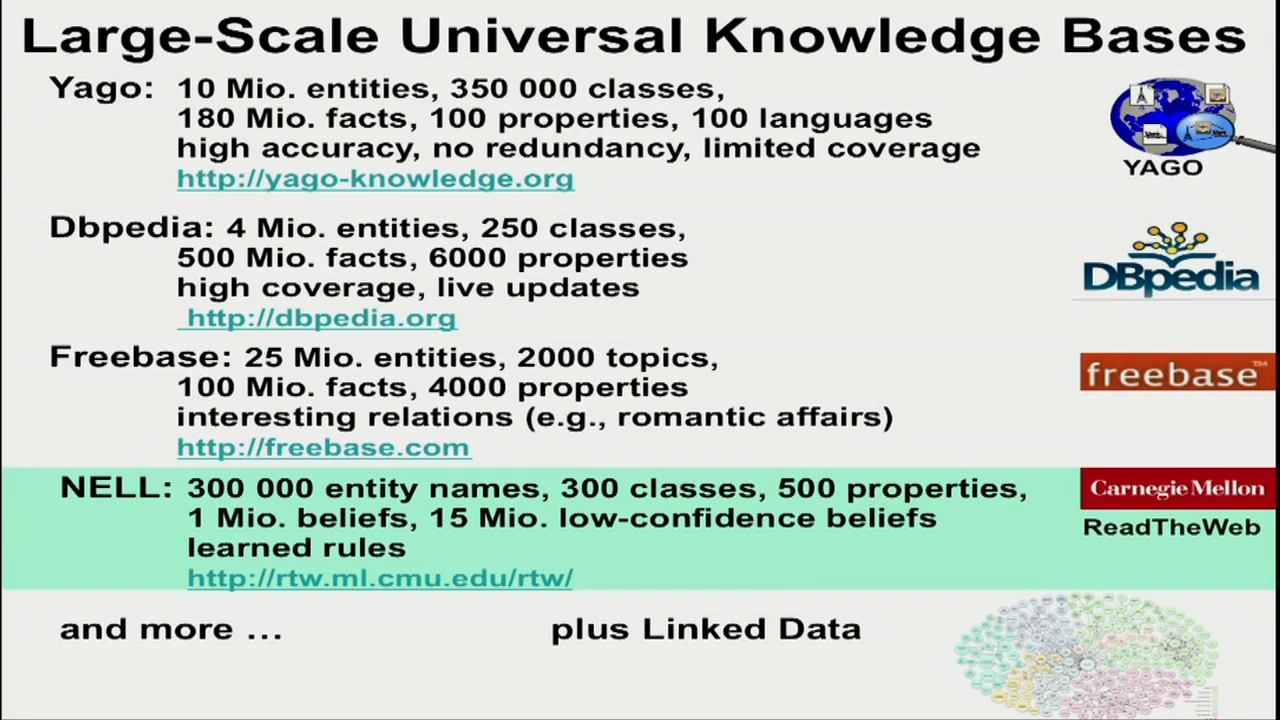 Large-Scale Universal Knowledge Bases
Yago: 10 Mio. entities, 350 000 classes,
180 Mio. facts, 100 properties, 100 languages
high accuracy, no redundancy, limited coverage
http://yago-knowledge.org
YAGO
Dbpedia: 4 Mio. entities, 250 classes,
500 Mio. facts, 6000 properties
high coverage, live updates
http://dbpedia.org
DBpedia
Freebase: 25 Mio. entities, 2000 topics,
100 Mio. facts, 4000 properties
interesting relations (e.g., romantic affairs)
http://freebase.com
freebase™
NELL: 300 000 entity names, 300 classes, 500 properties,
1 Mio. beliefs, 15 Mio. low-confidence beliefs
learned rules
http://rtw.ml.cmu.edu/rtw/
Carnegie Mellon
ReadTheWeb
and more ... plus Linked Data